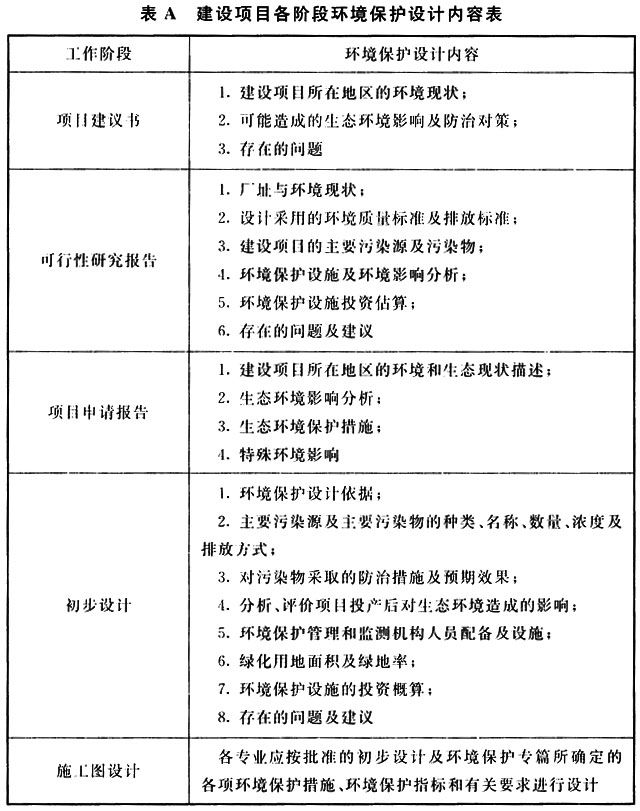 表 A 建设项目各阶段环境保护设计内容表
工作阶段
环境保护设计内容
项目建议书
1. 建设项目所在地区的环境现状；
2. 可能造成的生态环境影响及防治对策；
3. 存在的问题
可行性研究报告
1. 厂址与环境现状；
2. 设计采用的环境质量标准及排放标准；
3. 建设项目的主要污染源及污染物；
4. 环境保护设施及环境影响分析；
5. 环境保护设施投资估算；
6. 存在的问题及建议
项目申请报告
1. 建设项目所在地区的环境和生态现状描述；
2. 生态环境影响分析；
3. 生态环境保护措施；
4. 特殊环境影响
初步设计
1. 环境保护设计依据；
2. 主要污染源及主要污染物的种类、名称、数量、浓度及
排放方式；
3. 对污染物采取的防治措施及预期效果；
4. 分析、评价项目投产后对生态环境造成的影响；
5. 环境保护管理和监测机构人员配备及设施；
6. 绿化用地面积及绿地率；
7. 环境保护设施的投资概算；
8. 存在的问题及建议
施工图设计
各专业应按批准的初步设计及环境保护专篇所确定的
各项环境保护措施、环境保护指标和有关要求进行设计